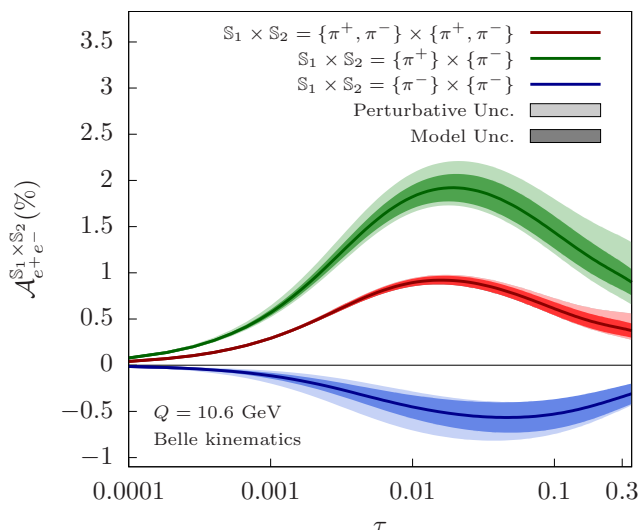 𝕊₁ × 𝕊₂ = {π⁺, π⁻} × {π⁺, π⁻}
𝕊₁ × 𝕊₂ = {π⁺} × {π⁻}
𝕊₁ × 𝕊₂ = {π⁻} × {π⁻}
Perturbative Unc.
Model Unc.
3.5
3
2.5
2
1.5
1
0.5
0
−0.5
−1
𝓐^{𝕊₁×𝕊₂}_{e⁺e⁻}(%)
Q = 10.6 GeV
Belle kinematics
0.0001 0.001 0.01 0.1 0.3
τ